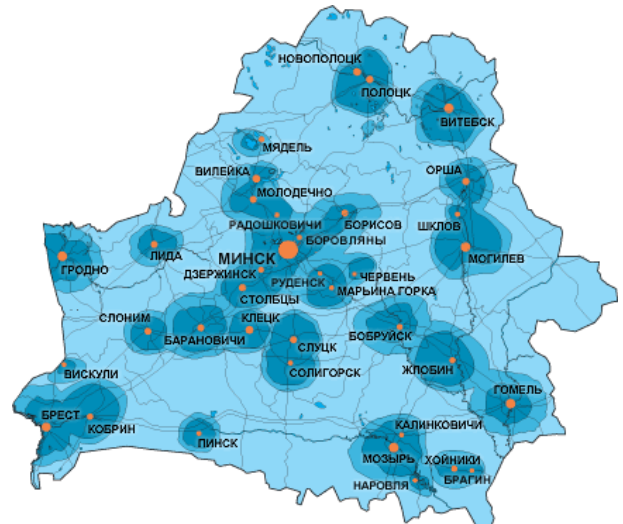 НОВОПОЛОЦК
ПОЛОЦК
ВИТЕБСК
МЯДЕЛЬ
ВИЛЕЙКА
ОРША
МОЛОДЕЧНО
РАДОШКОВИЧИ
БОРИСОВ
ШКЛОВ
БОРОВЛЯНЫ
МОГИЛЕВ
МИНСК
ЛИДА
ГРОДНО
ДЗЕРЖИНСК
РУДЕНСК
ЧЕРВЕНЬ
МАРЬИНА ГОРКА
СТОЛБЦЫ
СЛОНИМ
КЛЕЦК
БАРАНОВИЧИ
БОБРУЙСК
СЛУЦК
ЖЛОБИН
СОЛИГОРСК
ВИСКУЛИ
ГОМЕЛЬ
БРЕСТ
КОБРИН
КАЛИНКОВИЧИ
ПИНСК
МОЗЫРЬ
ХОЙНИКИ
БРАГИН
НАРОВЛЯ